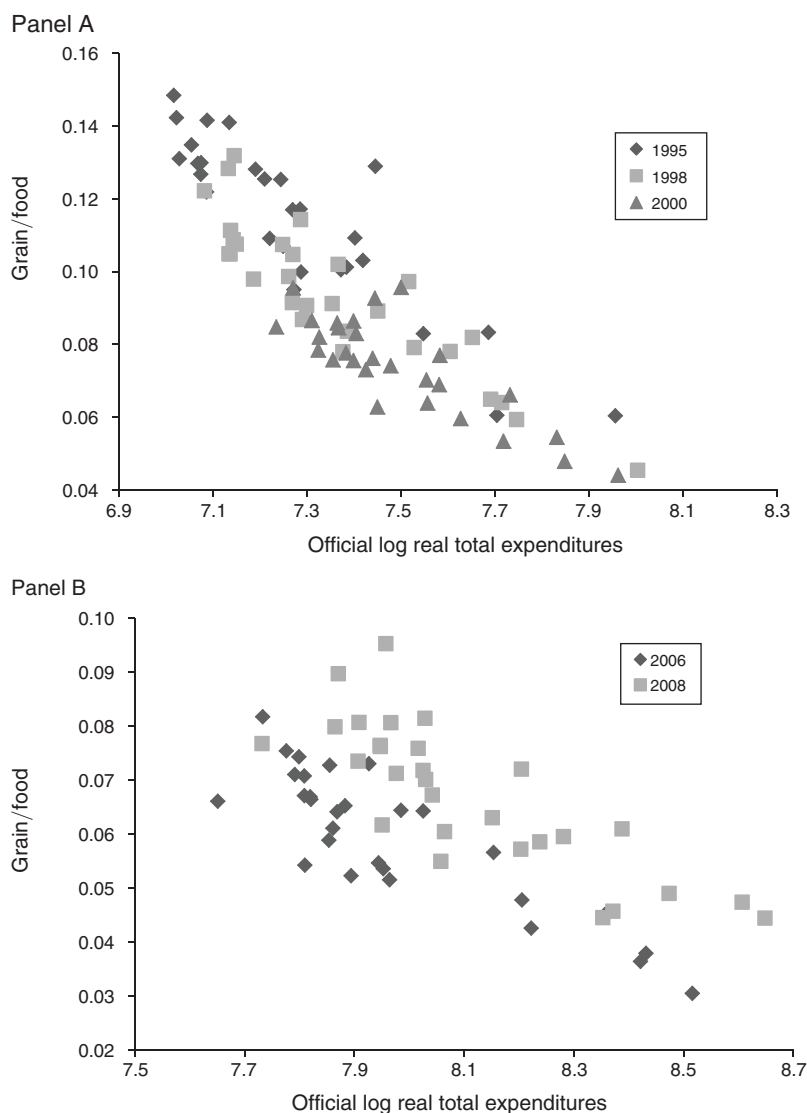 Panel A
0.16
0.14
0.12
0.10
0.08
0.06
0.04
Grain/food
1995
1998
2000
6.9 7.1 7.3 7.5 7.7 7.9 8.1 8.3
Official log real total expenditures
Panel B
0.10
0.09
0.08
0.07
0.06
0.05
0.04
0.03
0.02
Grain/food
2006
2008
7.5 7.7 7.9 8.1 8.3 8.5 8.7
Official log real total expenditures